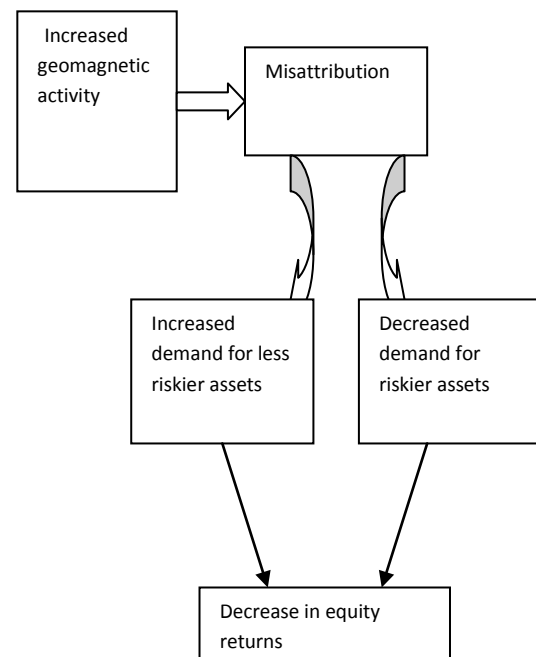 Increased
geomagnetic
activity
Misattribution
Increased
demand for less
riskier assets
Decreased
demand for
riskier assets
Decrease in equity
returns